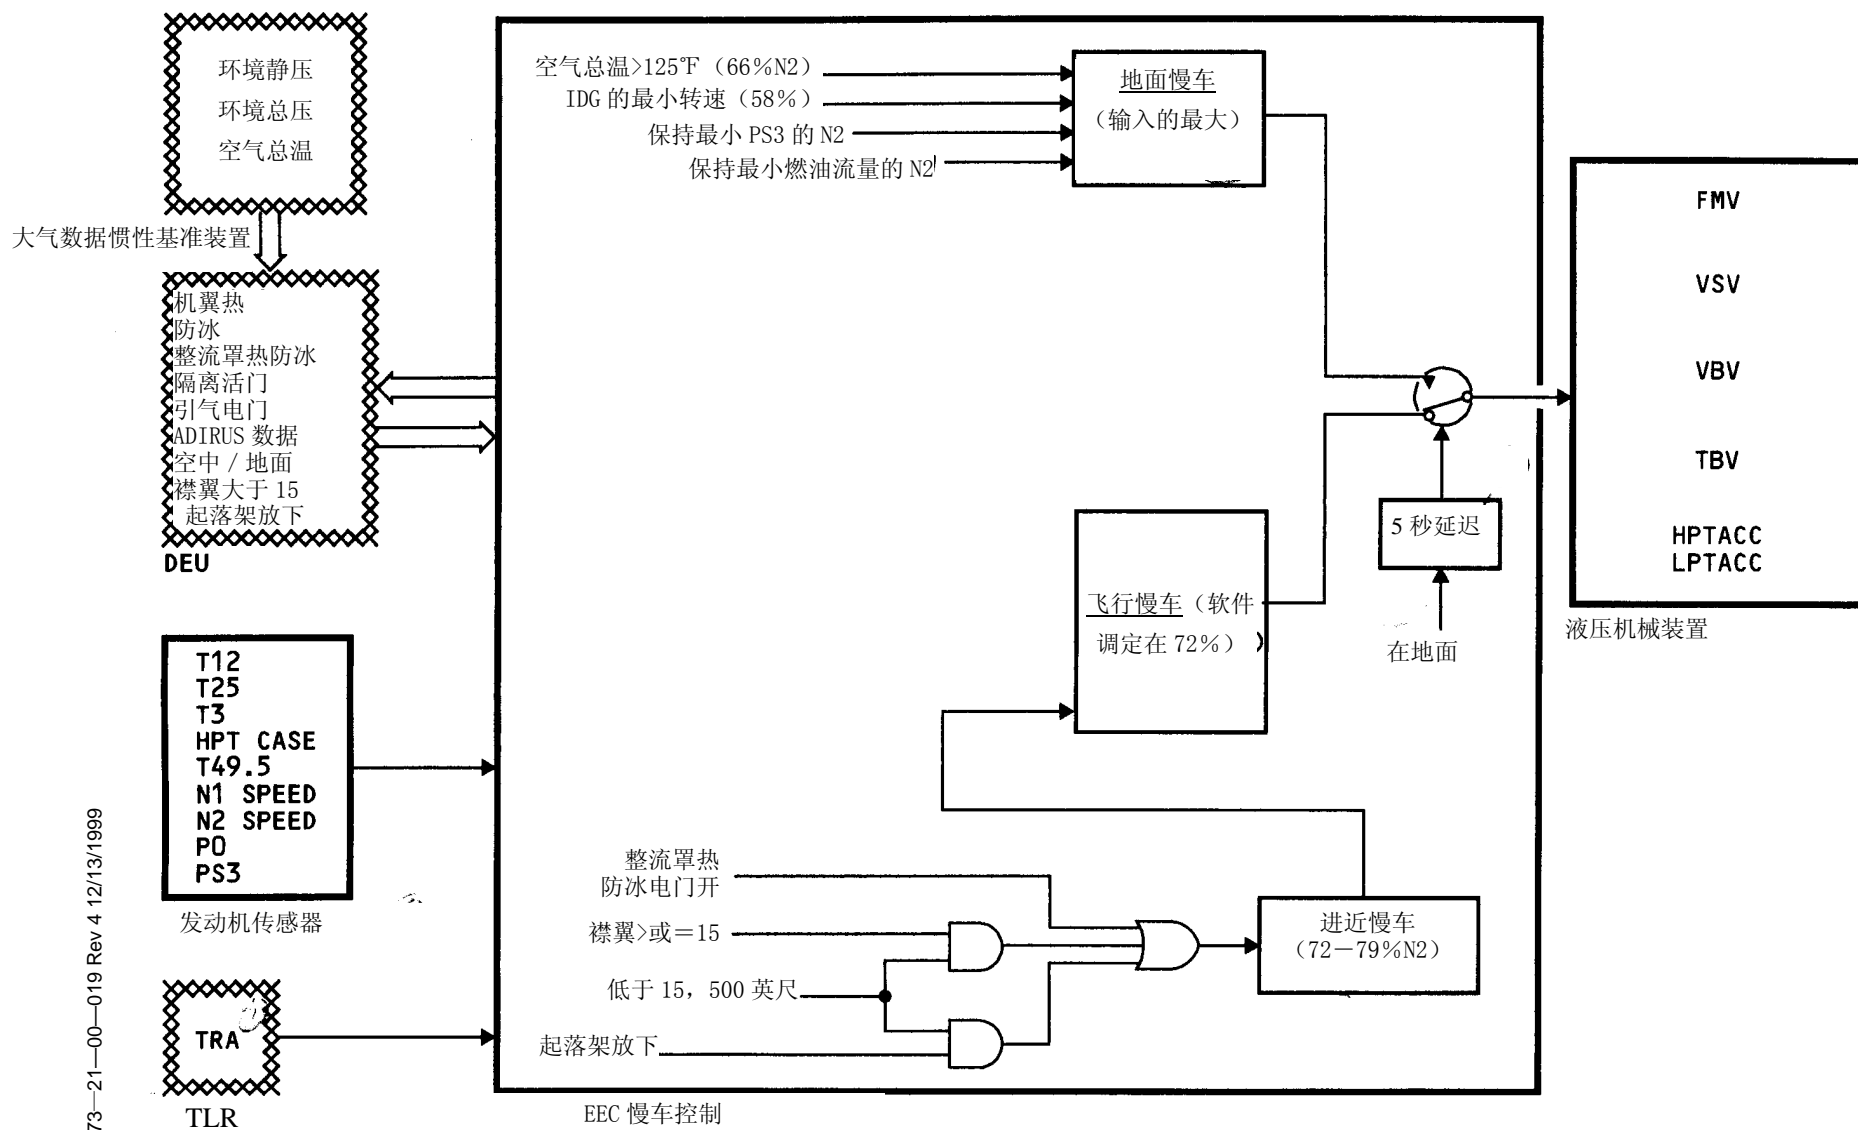 环境静压
环境总压
空气总温
大气数据惯性基准装置
机翼热
防冰
整流罩热防冰
隔离活门
引气电门
ADIRUS 数据
空中／地面
襟翼大于 15
起落架放下
DEU
T12
T25
T3
HPT CASE
T49.5
N1 SPEED
N2 SPEED
P0
PS3
发动机传感器
TRA
TLR
73—21—00—019 Rev 4 12/13/1999
空气总温>125℉（66％N2）
IDG 的最小转速（58％）
保持最小 PS3 的 N2
保持最小燃油流量的 N2
地面慢车
（输入的最大）
5 秒延迟
在地面
飞行慢车（软件
调定在 72％）
整流罩热
防冰电门开
襟翼>或＝15
低于 15，500 英尺
起落架放下
进近慢车
（72－79％N2）
EEC 慢车控制
FMV
VSV
VBV
TBV
HPTACC
LPTACC
液压机械装置